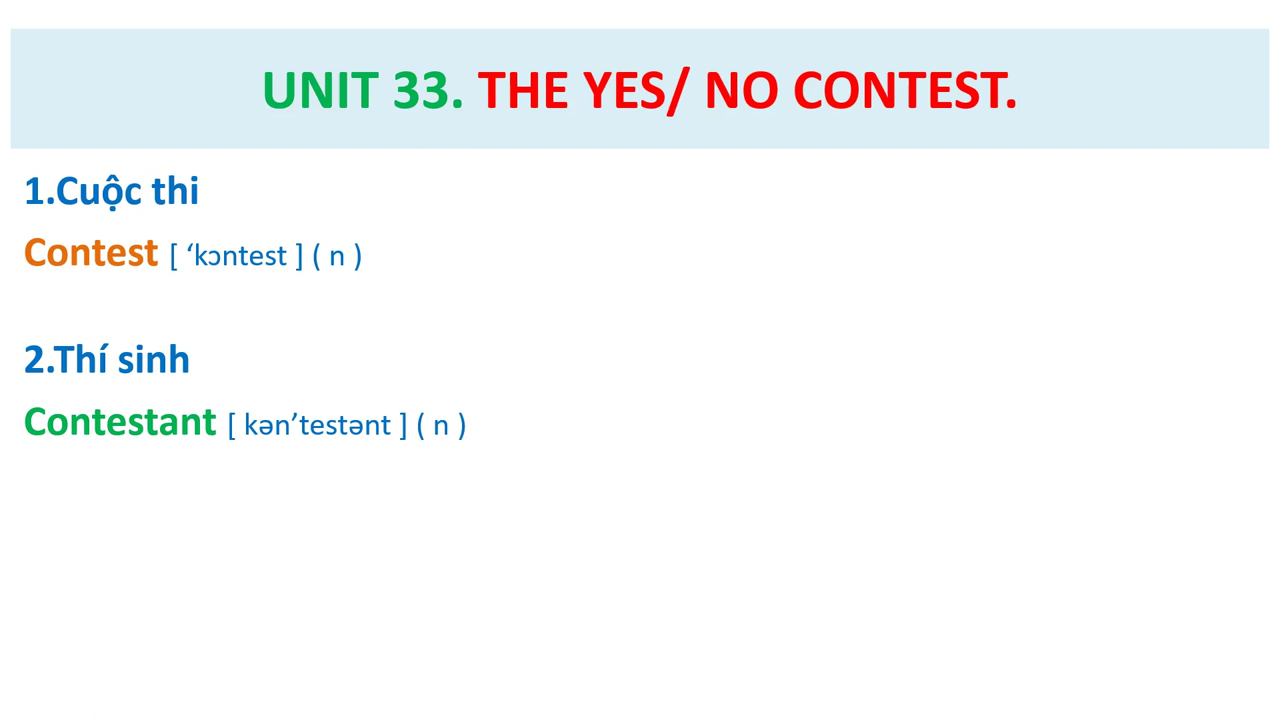 UNIT 33. THE YES/ NO CONTEST.
1.Cuộc thi
Contest [ ‘kɔntest ] ( n )
2.Thí sinh
Contestant [ kən’testənt ] ( n )